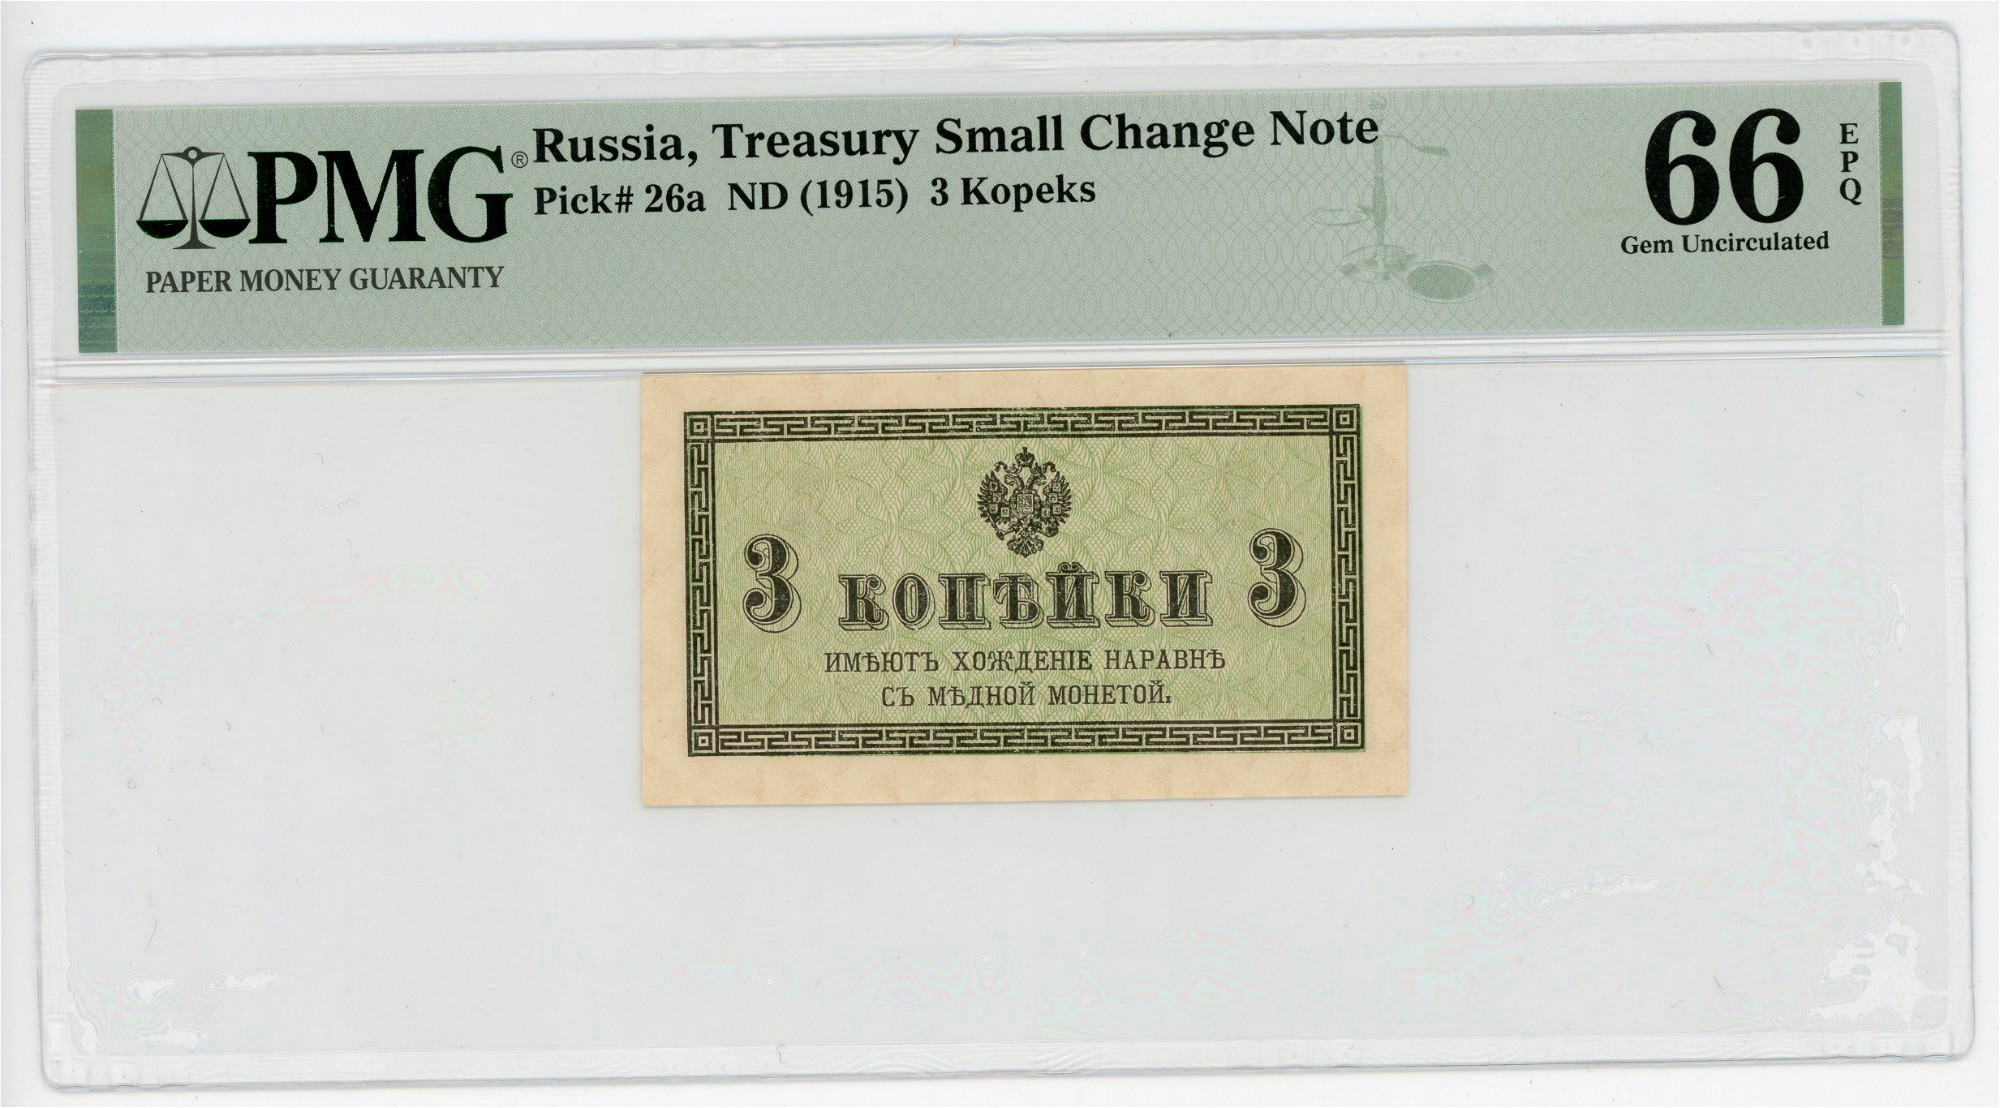 PMG®
PAPER MONEY GUARANTY
Russia, Treasury Small Change Note
Pick# 26a ND (1915) 3 Kopeks
66 EPQ
Gem Uncirculated
3 КОПѢЙКИ 3
ИМѢЮТЪ ХОЖДЕНІЕ НАРАВНѢ
СЪ МѢДНОЙ МОНЕТОЙ.